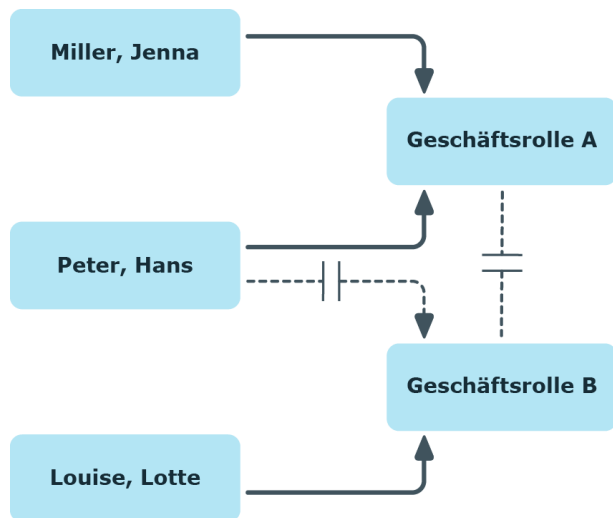 Miller, Jenna
Geschäftsrolle A
Peter, Hans
Geschäftsrolle B
Louise, Lotte